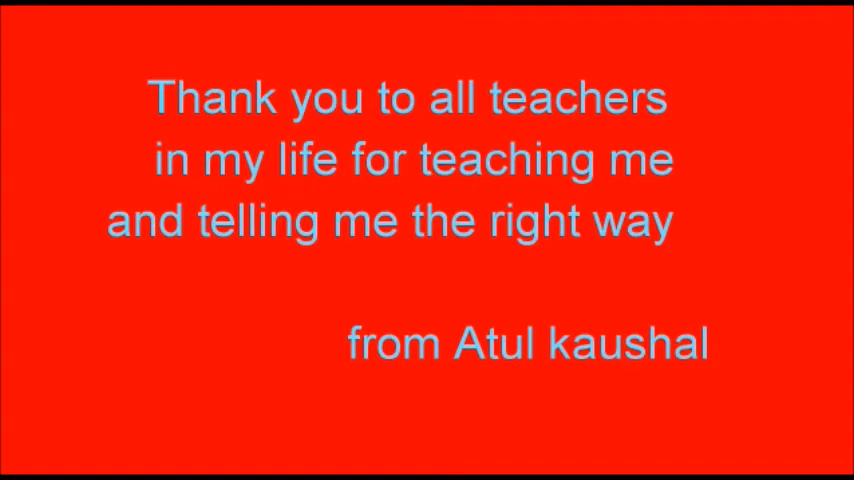 Thank you to all teachers
in my life for teaching me
and telling me the right way
from Atul kaushal